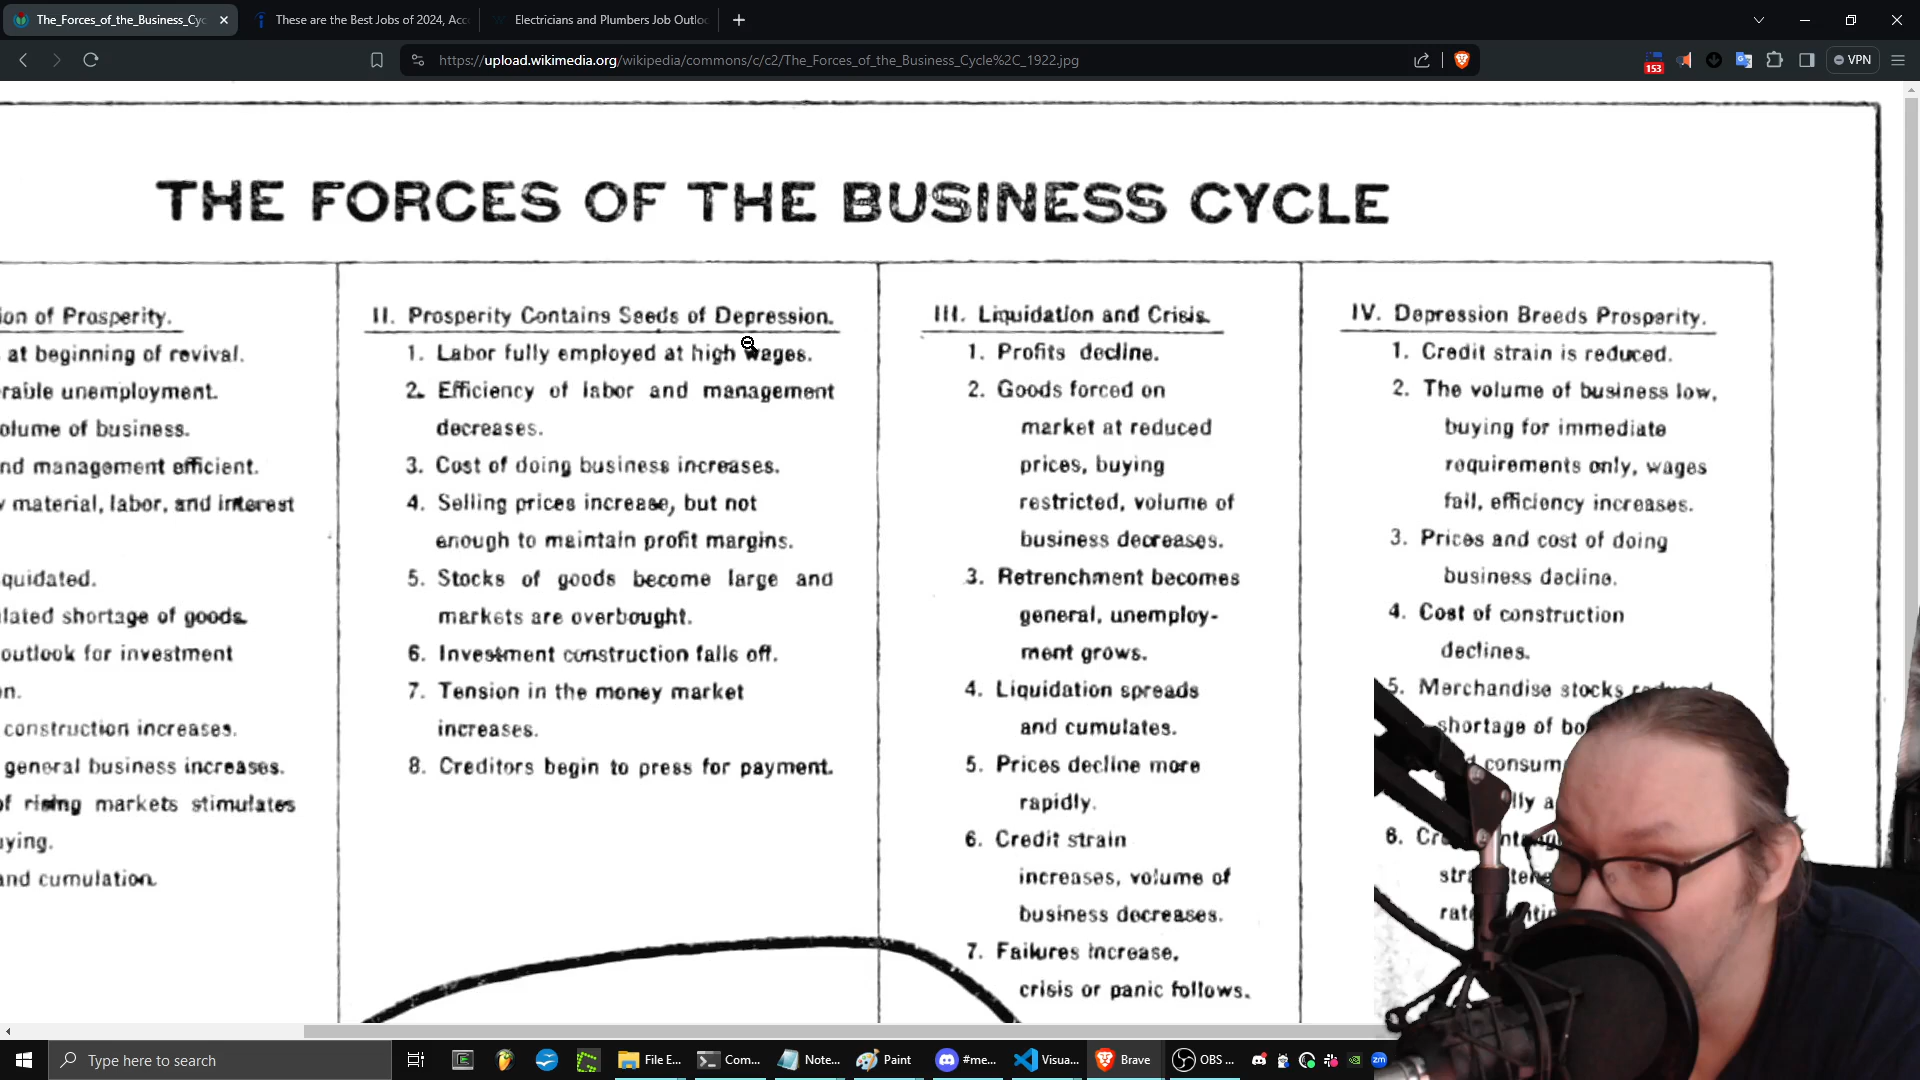 The_Forces_of_the_Business_Cyc
These are the Best Jobs of 2024, Acc
Electricians and Plumbers Job Outlo
https://upload.wikimedia.org/wikipedia/commons/c/c2/The_Forces_of_the_Business_Cycle%2C_1922.jpg
153
VPN
THE FORCES OF THE BUSINESS CYCLE
ion of Prosperity.
at beginning of revival.
rable unemployment.
olume of business.
nd management efficient.
material, labor, and interest
quidated.
lated shortage of goods.
outlook for investment
n.
construction increases.
general business increases.
of rising markets stimulates
ying.
and cumulation.
II. Prosperity Contains Seeds of Depression.
1. Labor fully employed at high wages.
2. Efficiency of labor and management
decreases.
3. Cost of doing business increases.
4. Selling prices increase, but not
enough to maintain profit margins.
5. Stocks of goods become large and
markets are overbought.
6. Investment construction falls off.
7. Tension in the money market
increases.
8. Creditors begin to press for payment.
III. Liquidation and Crisis.
1. Profits decline.
2. Goods forced on
market at reduced
prices, buying
restricted, volume of
business decreases.
3. Retrenchment becomes
general, unemploy-
ment grows.
4. Liquidation spreads
and cumulates.
5. Prices decline more
rapidly.
6. Credit strain
increases, volume of
business decreases.
7. Failures increase,
crisis or panic follows.
IV. Depression Breeds Prosperity.
1. Credit strain is reduced.
2. The volume of business low,
buying for immediate
requirements only, wages
fall, efficiency increases.
3. Prices and cost of doing
business decline.
4. Cost of construction
declines.
5. Merchandise stocks
shortage of
consum
6.
Type here to search
File E...
Com...
Note...
Paint
#me...
Visua...
Brave
OBS ...